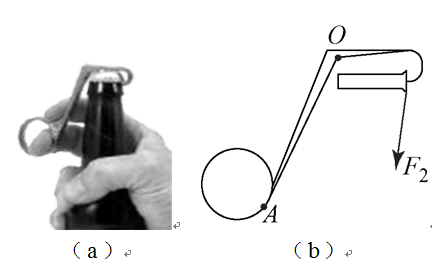 O
F₂
A
（a）
（b）